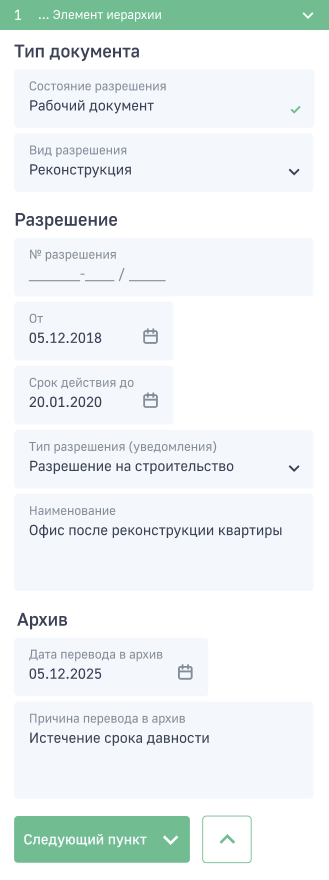 1 ... Элемент иерархии
Тип документа
Состояние разрешения
Рабочий документ
Вид разрешения
Реконструкция
Разрешение
№ разрешения
_______-____ / _____
От
05.12.2018
Срок действия до
20.01.2020
Тип разрешения (уведомления)
Разрешение на строительство
Наименование
Офис после реконструкции квартиры
Архив
Дата перевода в архив
05.12.2025
Причина перевода в архив
Истечение срока давности
Следующий пункт